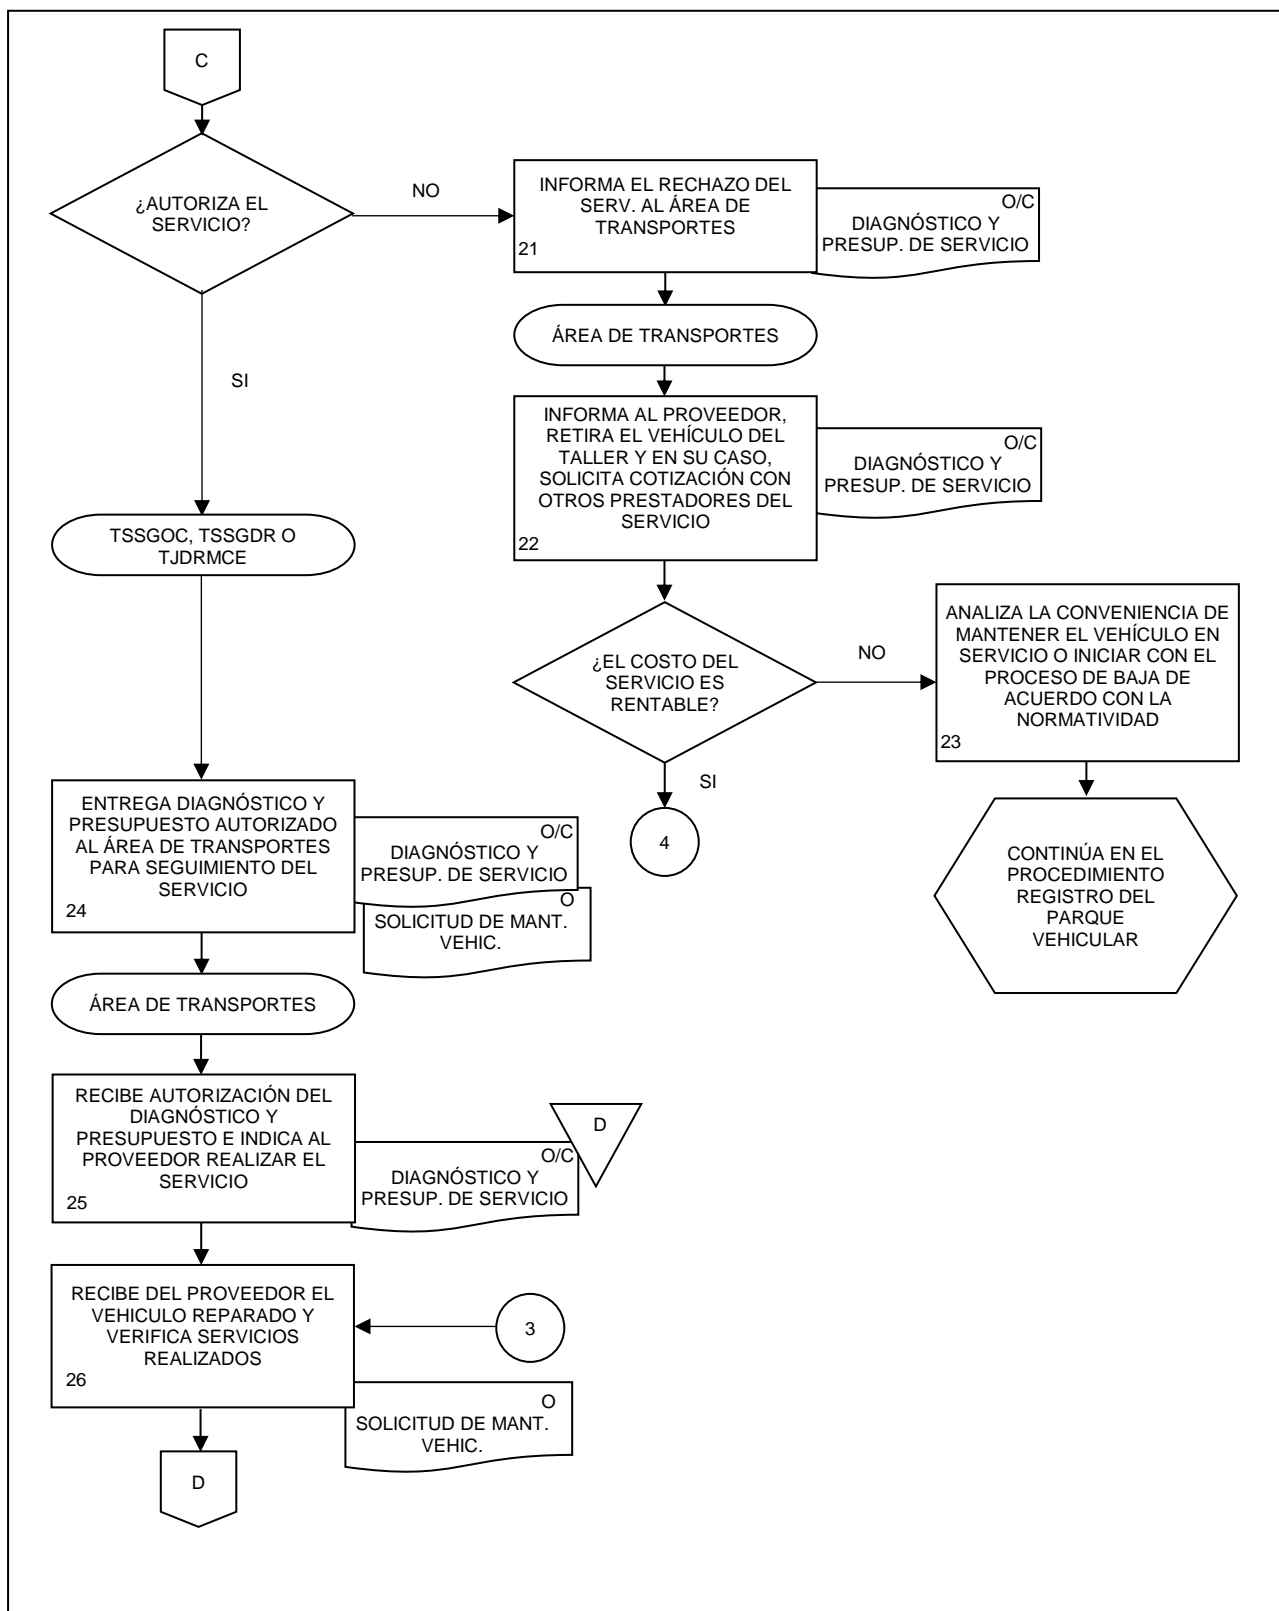 C
¿AUTORIZA EL
SERVICIO?
NO
INFORMA EL RECHAZO DEL
SERV. AL ÁREA DE
TRANSPORTES
21
O/C
DIAGNÓSTICO Y
PRESUP. DE SERVICIO
ÁREA DE TRANSPORTES
SI
INFORMA AL PROVEEDOR,
RETIRA EL VEHÍCULO DEL
TALLER Y EN SU CASO,
SOLICITA COTIZACIÓN CON
OTROS PRESTADORES DEL
SERVICIO
22
O/C
DIAGNÓSTICO Y
PRESUP. DE SERVICIO
TSSGOC, TSSGDR O
TJDRMCE
¿EL COSTO DEL
SERVICIO ES
RENTABLE?
NO
ANALIZA LA CONVENIENCIA DE
MANTENER EL VEHÍCULO EN
SERVICIO O INICIAR CON EL
PROCESO DE BAJA DE
ACUERDO CON LA
NORMATIVIDAD
23
SI
4
CONTINÚA EN EL
PROCEDIMIENTO
REGISTRO DEL
PARQUE
VEHICULAR
ENTREGA DIAGNÓSTICO Y
PRESUPUESTO AUTORIZADO
AL ÁREA DE TRANSPORTES
PARA SEGUIMIENTO DEL
SERVICIO
24
O/C
DIAGNÓSTICO Y
PRESUP. DE SERVICIO
O
SOLICITUD DE MANT.
VEHIC.
ÁREA DE TRANSPORTES
RECIBE AUTORIZACIÓN DEL
DIAGNÓSTICO Y
PRESUPUESTO E INDICA AL
PROVEEDOR REALIZAR EL
SERVICIO
25
O/C
DIAGNÓSTICO Y
PRESUP. DE SERVICIO
D
RECIBE DEL PROVEEDOR EL
VEHICULO REPARADO Y
VERIFICA SERVICIOS
REALIZADOS
26
3
O
SOLICITUD DE MANT.
VEHIC.
D